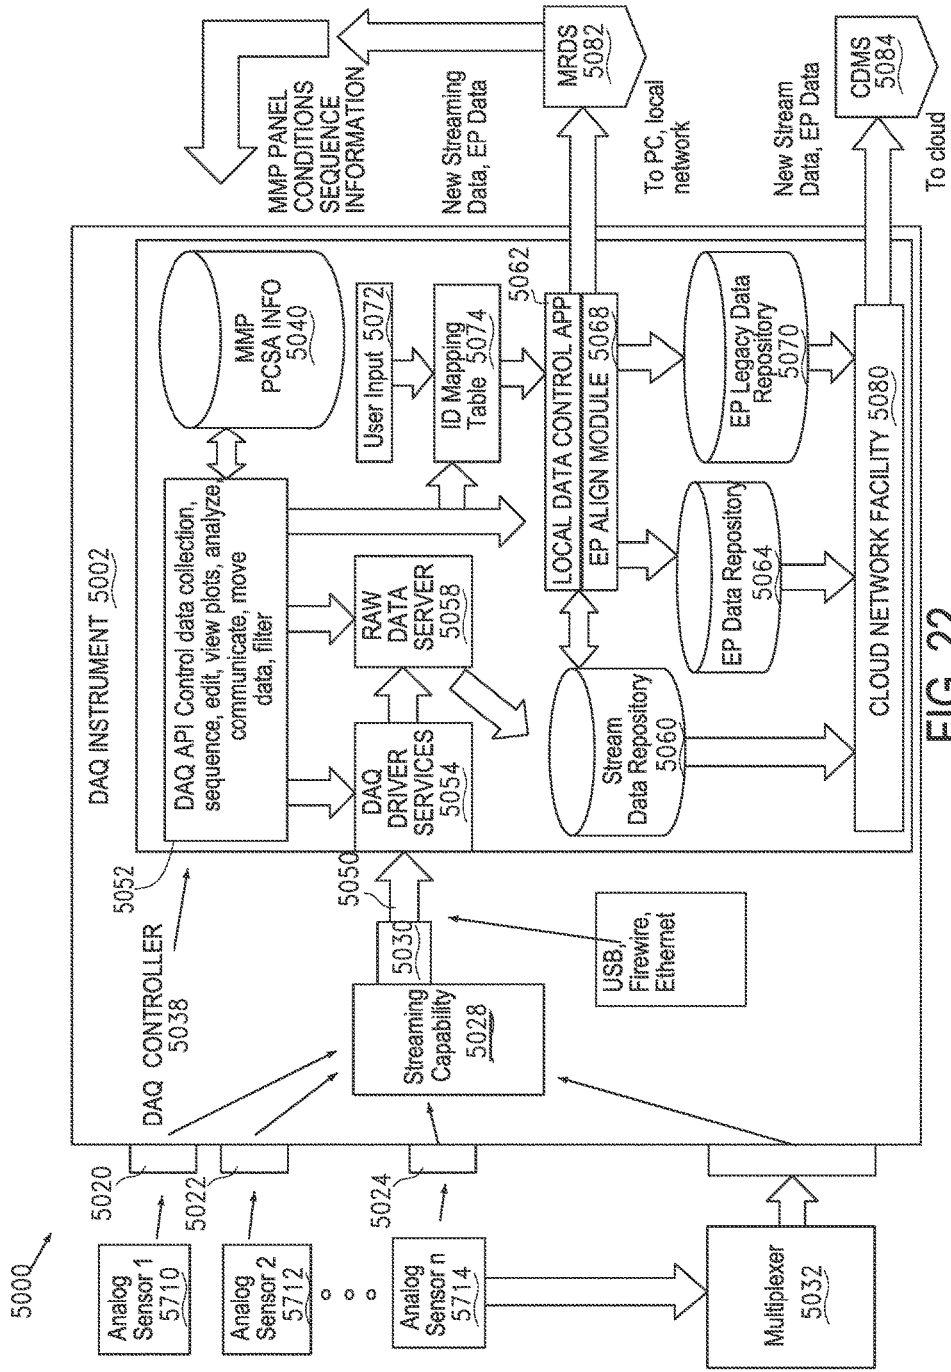 5000
Analog
Sensor 1
5710
Analog
Sensor 2
5712
Analog
Sensor n
5714
Multiplexer
5032
5020
5022
5024
DAQ INSTRUMENT 5002
DAQ CONTROLLER
5038
Streaming
Capability
5028
5030
5050
USB,
Firewire,
Ethernet
5052
DAQ API Control data collection,
sequence, edit, view plots, analyze,
communicate, move
data, filter
MMP
PCSA INFO
5040
DAQ
DRIVER
SERVICES
5054
RAW
DATA
SERVER
5058
User Input 5072
ID Mapping
Table 5074
5062
LOCAL DATA CONTROL APP
EP ALIGN MODULE 5068
Stream
Data Repository
5060
EP Data Repository
5064
EP Legacy Data
Repository
5070
CLOUD NETWORK FACILITY 5080
MMP PANEL
CONDITIONS
SEQUENCE
INFORMATION
New Streaming
Data, EP Data
MRDS
5082
To PC, local
network
New Stream
Data, EP Data
CDMS
5084
To cloud
FIG. 22